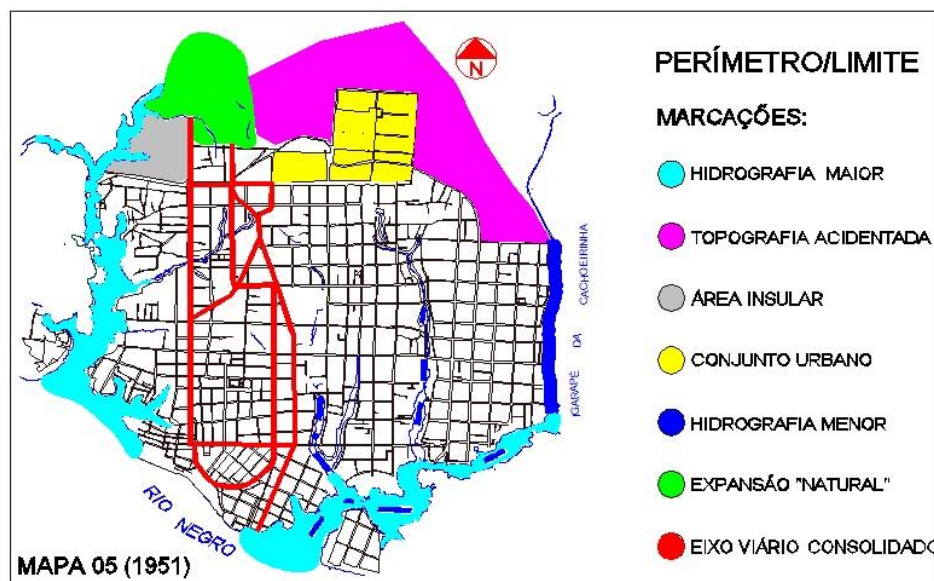 PERÍMETRO/LIMITE
MARCAÇÕES:
HIDROGRAFIA MAIOR
TOPOGRAFIA ACIDENTADA
ÁREA INSULAR
CONJUNTO URBANO
HIDROGRAFIA MENOR
EXPANSÃO "NATURAL"
EIXO VIÁRIO CONSOLIDADO
N
IGARAPÉ DA CACHOEIRINHA
RIO NEGRO
MAPA 05 (1951)